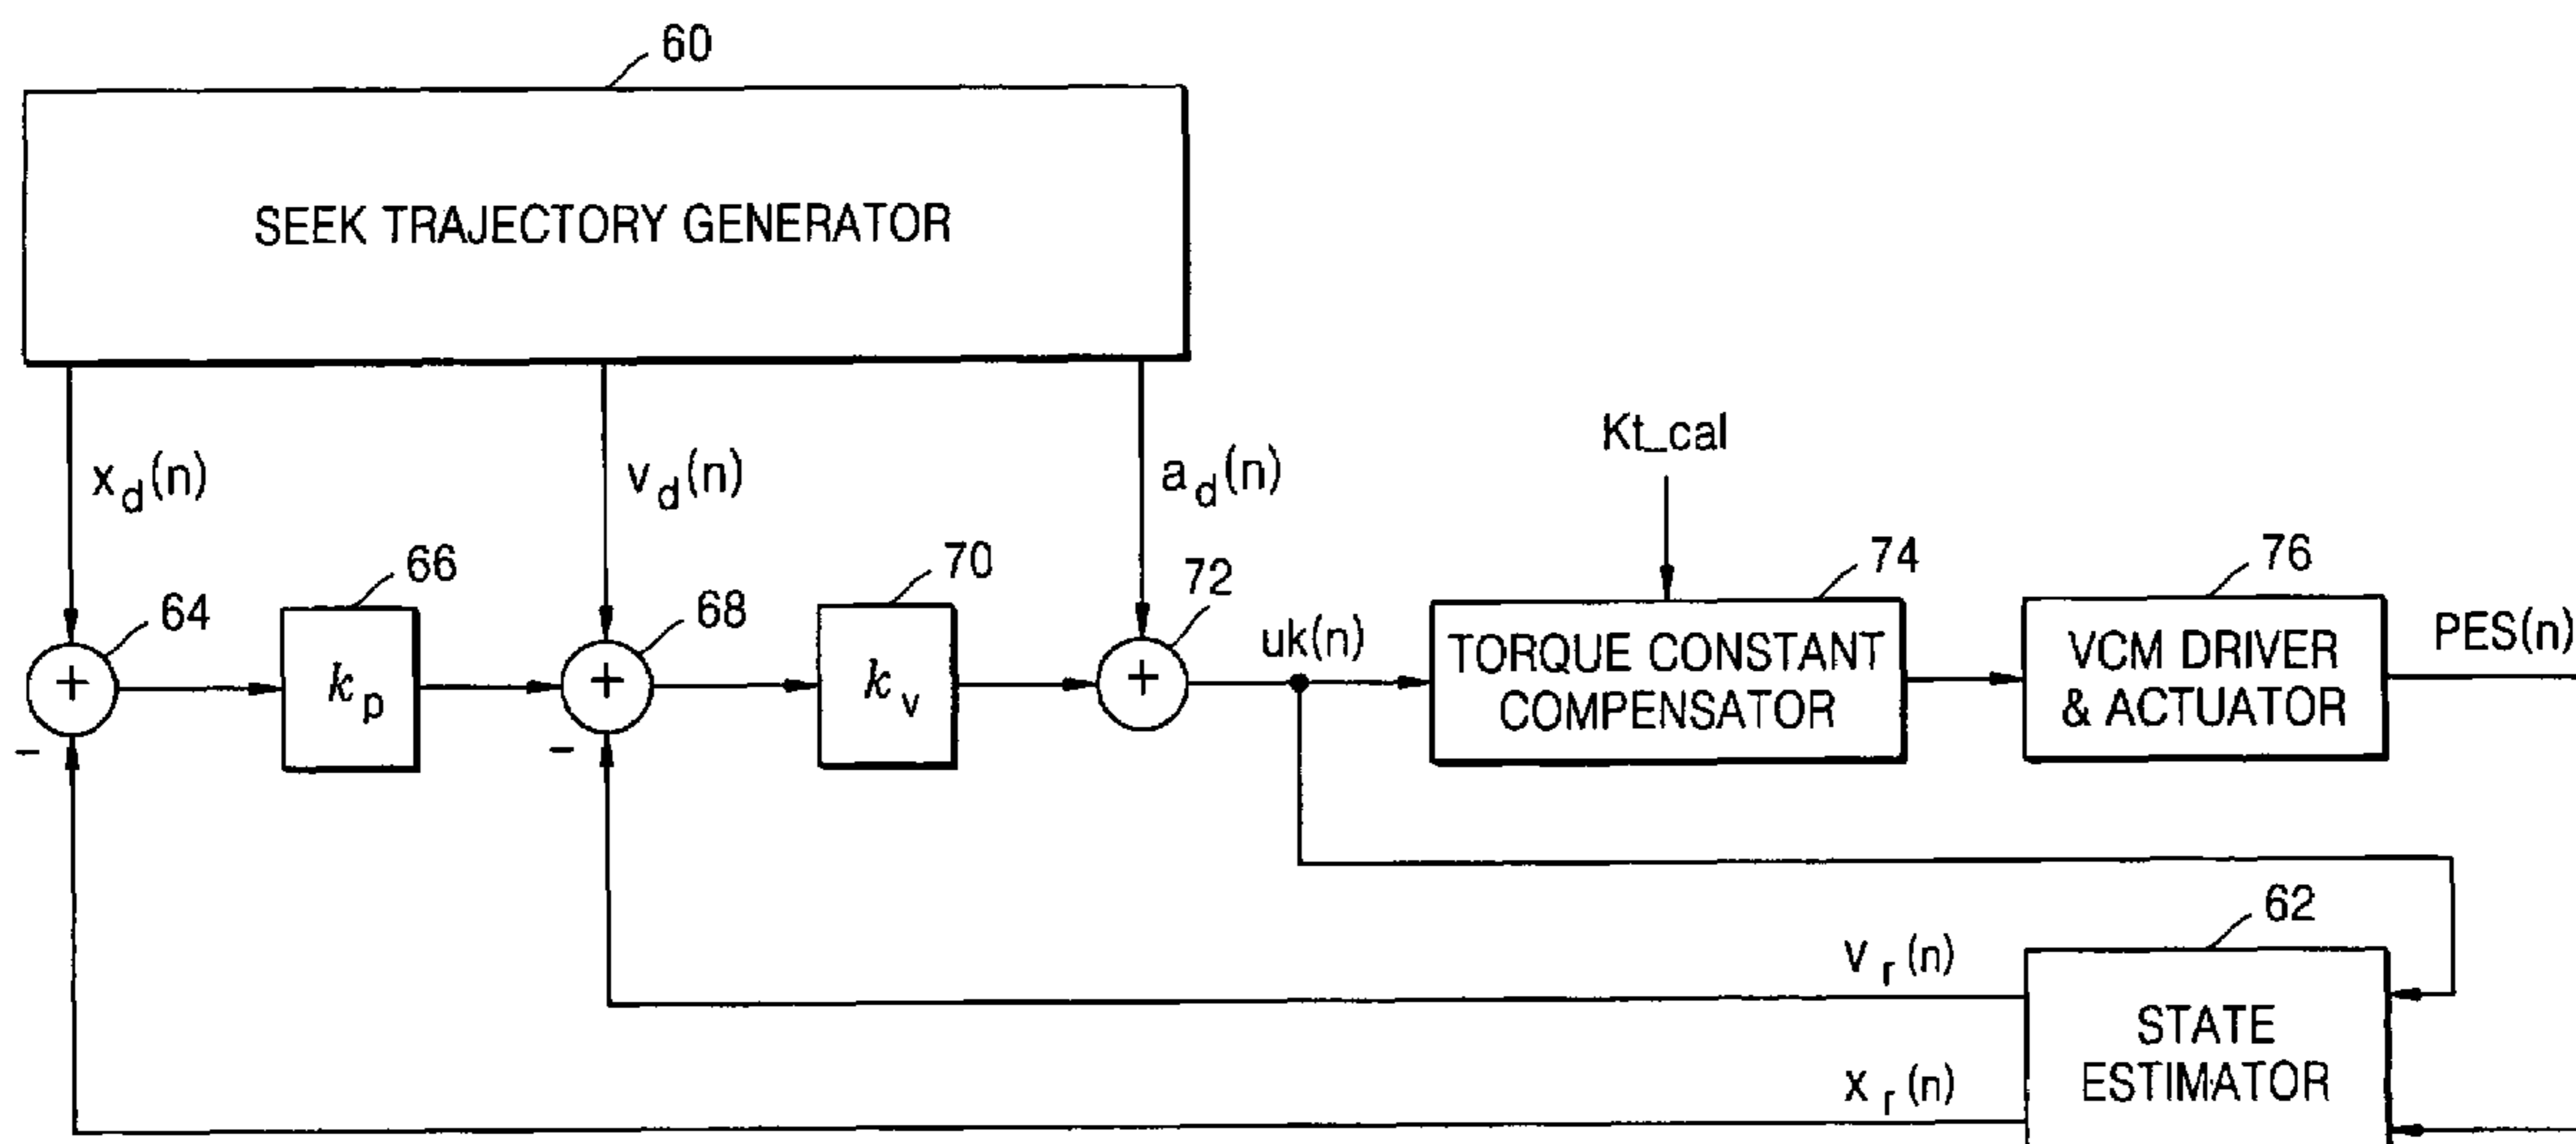 60
SEEK TRAJECTORY GENERATOR
x_d(n)
v_d(n)
a_d(n)
Kt_cal
64
66
68
70
72
74
76
+
k_p
+
k_v
+
uk(n)
TORQUE CONSTANT
COMPENSATOR
VCM DRIVER
& ACTUATOR
PES(n)
-
-
62
v_r(n)
x_r(n)
STATE
ESTIMATOR